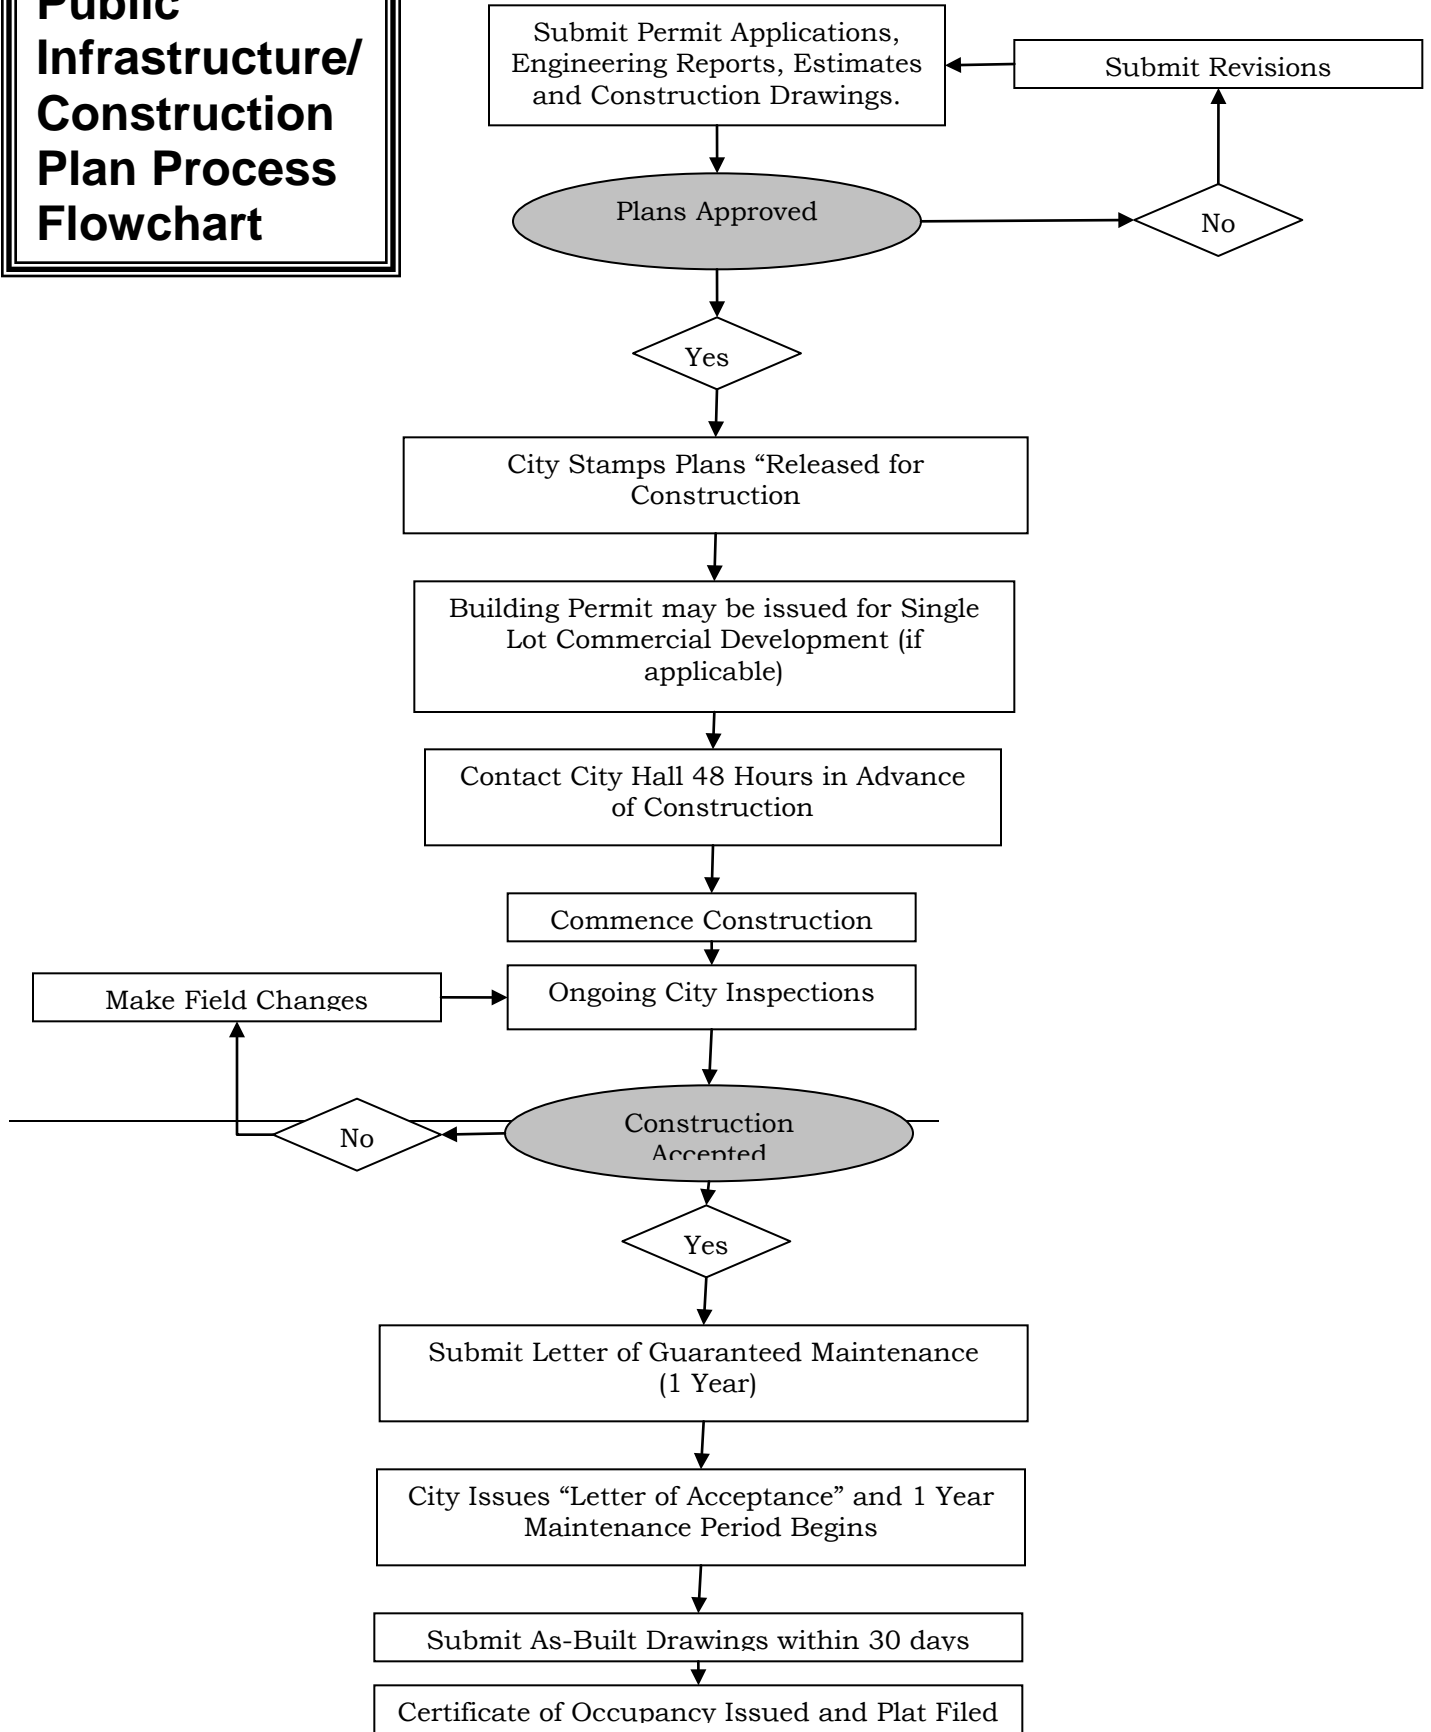 Public
Infrastructure/
Construction
Plan Process
Flowchart
Submit Permit Applications,
Engineering Reports, Estimates
and Construction Drawings.
Submit Revisions
Plans Approved
No
Yes
City Stamps Plans “Released for
Construction
Building Permit may be issued for Single
Lot Commercial Development (if
applicable)
Contact City Hall 48 Hours in Advance
of Construction
Commence Construction
Make Field Changes
Ongoing City Inspections
Construction
Accepted
No
Yes
Submit Letter of Guaranteed Maintenance
(1 Year)
City Issues “Letter of Acceptance” and 1 Year
Maintenance Period Begins
Submit As-Built Drawings within 30 days
Certificate of Occupancy Issued and Plat Filed